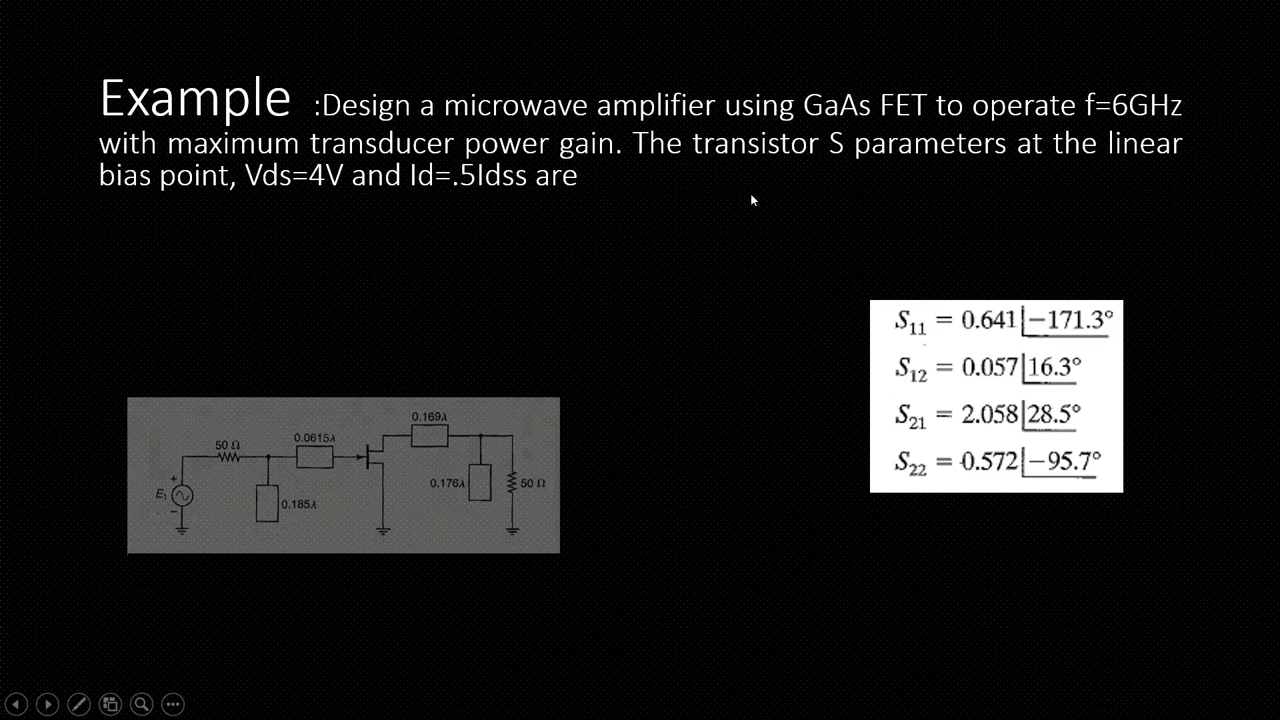 Example :Design a microwave amplifier using GaAs FET to operate f=6GHz
with maximum transducer power gain. The transistor S parameters at the linear
bias point, Vds=4V and Id=.5Idss are
S₁₁ = 0.641|−171.3°
S₁₂ = 0.057|16.3°
S₂₁ = 2.058|28.5°
S₂₂ = 0.572|−95.7°
0.169λ
50 Ω
0.0615λ
+
E₁
−
0.185λ
0.176λ
50 Ω